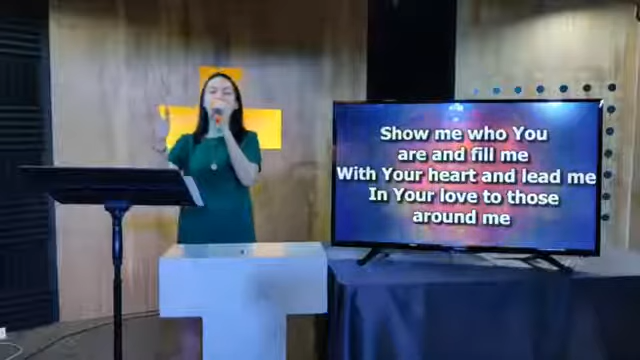 Show me who You
are and fill me
With Your heart and lead me
In Your love to those
around me